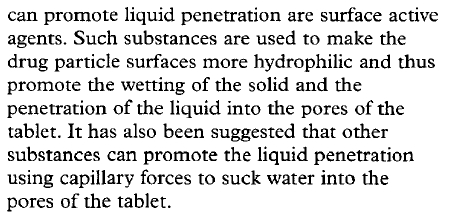 can promote liquid penetration are surface active
agents. Such substances are used to make the
drug particle surfaces more hydrophilic and thus
promote the wetting of the solid and the
penetration of the liquid into the pores of the
tablet. It has also been suggested that other
substances can promote the liquid penetration
using capillary forces to suck water into the
pores of the tablet.